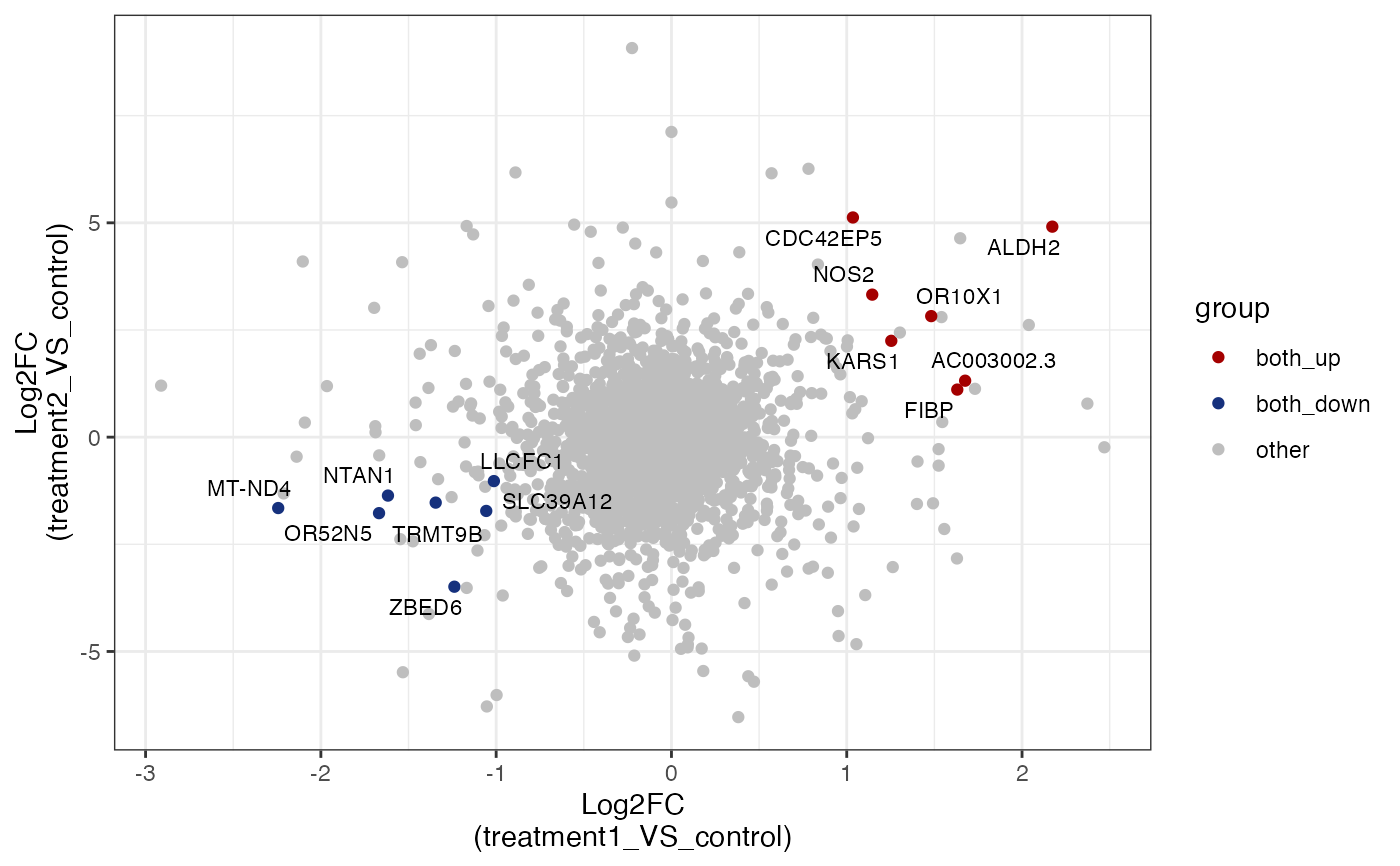 Log2FC
(treatment2_VS_control)
5
0
-5
CDC42EP5
ALDH2
NOS2
OR10X1
KARS1
AC003002.3
FIBP
LLCFC1
NTAN1
MT-ND4
SLC39A12
OR52N5
TRMT9B
ZBED6
-3
-2
-1
0
1
2
Log2FC
(treatment1_VS_control)
group
both_up
both_down
other